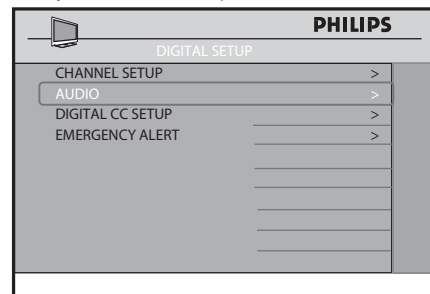 PHILIPS
DIGITAL SETUP
CHANNEL SETUP >
AUDIO >
DIGITAL CC SETUP >
EMERGENCY ALERT >